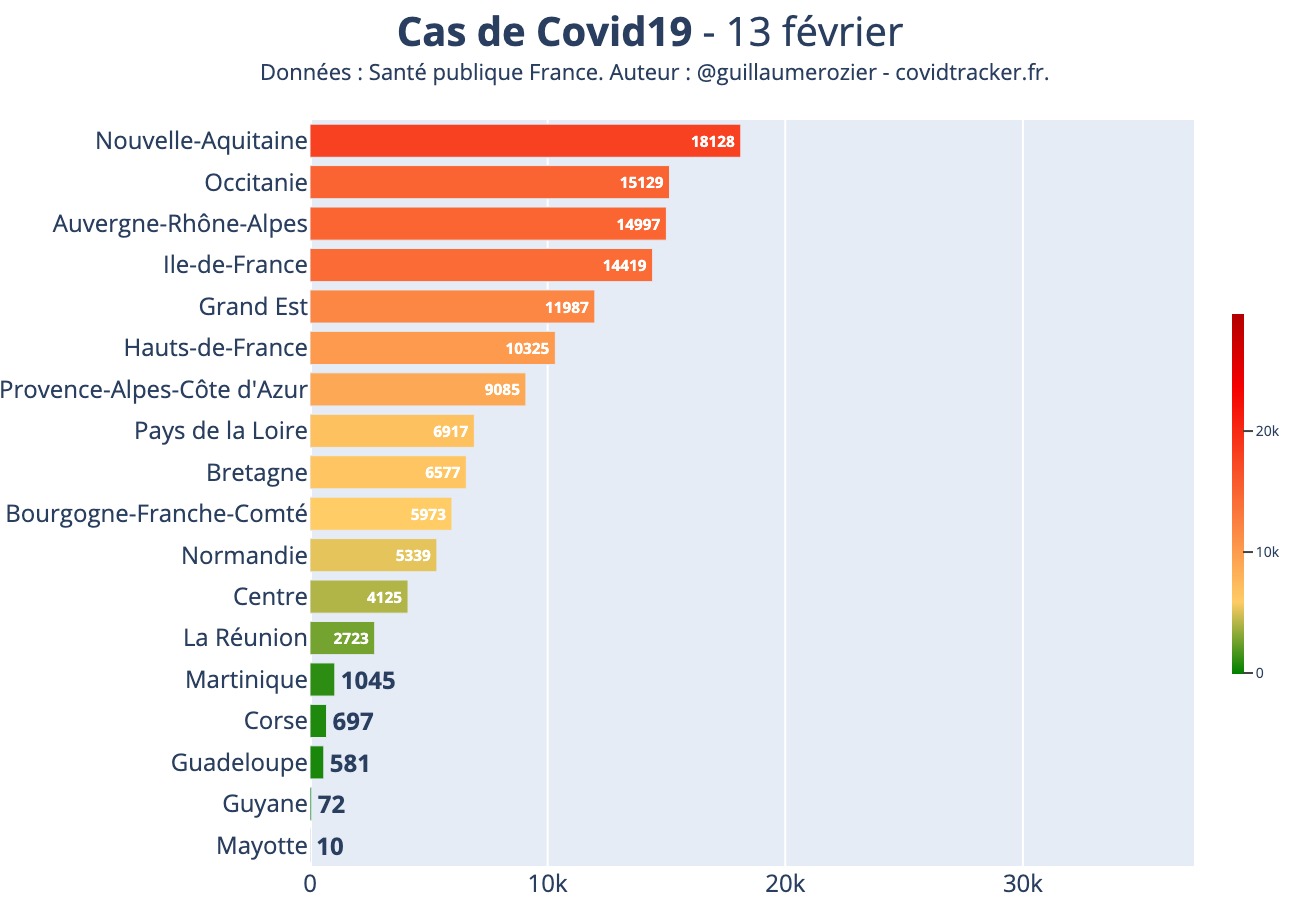 Cas de Covid19 - 13 février
Données : Santé publique France. Auteur : @guillaumerozier - covidtracker.fr.
Nouvelle-Aquitaine 18128
Occitanie 15129
Auvergne-Rhône-Alpes 14997
Ile-de-France 14419
Grand Est 11987
Hauts-de-France 10325
Provence-Alpes-Côte d'Azur 9085
Pays de la Loire 6917
Bretagne 6577
Bourgogne-Franche-Comté 5973
Normandie 5339
Centre 4125
La Réunion 2723
Martinique 1045
Corse 697
Guadeloupe 581
Guyane 72
Mayotte 10
0 10k 20k 30k
20k
10k
0